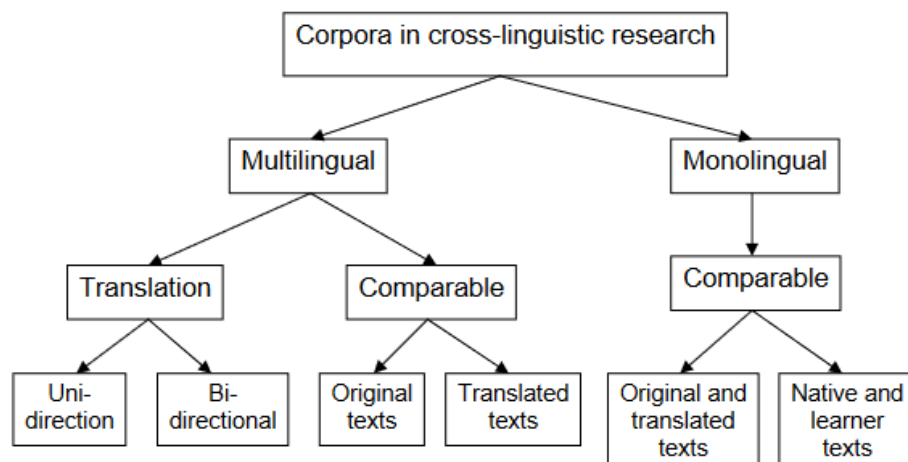 Corpora in cross-linguistic research
Multilingual
Monolingual
Translation
Comparable
Comparable
Uni-
direction
Bi-
directional
Original
texts
Translated
texts
Original and
translated
texts
Native and
learner
texts